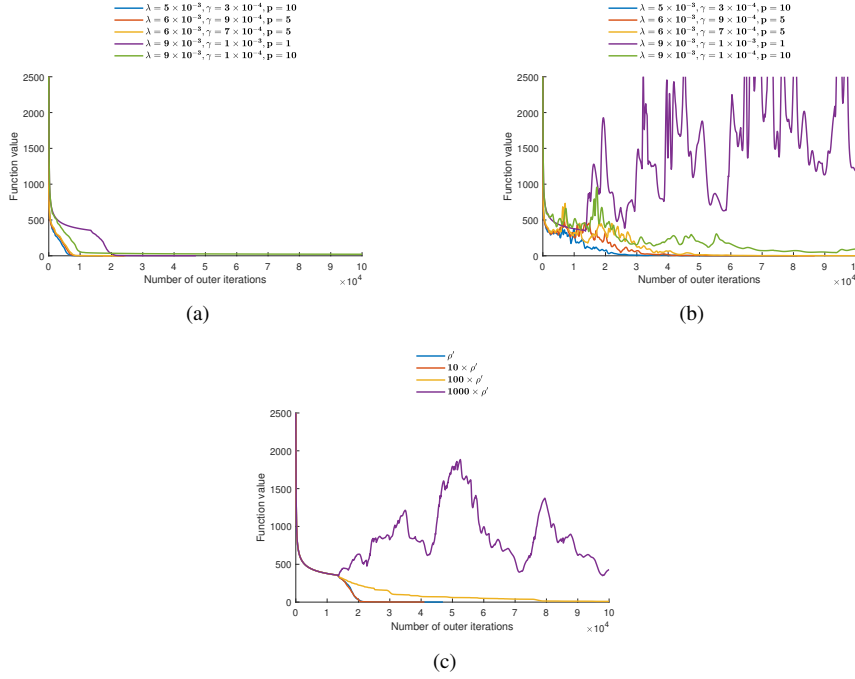 λ = 5 × 10⁻³, γ = 3 × 10⁻⁴, p = 10
λ = 6 × 10⁻³, γ = 9 × 10⁻⁴, p = 5
λ = 6 × 10⁻³, γ = 7 × 10⁻⁴, p = 5
λ = 9 × 10⁻³, γ = 1 × 10⁻³, p = 1
λ = 9 × 10⁻³, γ = 1 × 10⁻⁴, p = 10
2500
2000
1500
1000
500
0
Function value
0 1 2 3 4 5 6 7 8 9 10
Number of outer iterations
×10⁴
(a)
λ = 5 × 10⁻³, γ = 3 × 10⁻⁴, p = 10
λ = 6 × 10⁻³, γ = 9 × 10⁻⁴, p = 5
λ = 6 × 10⁻³, γ = 7 × 10⁻⁴, p = 5
λ = 9 × 10⁻³, γ = 1 × 10⁻³, p = 1
λ = 9 × 10⁻³, γ = 1 × 10⁻⁴, p = 10
2500
2000
1500
1000
500
0
Function value
0 1 2 3 4 5 6 7 8 9 10
Number of outer iterations
×10⁴
(b)
ρ′
10 × ρ′
100 × ρ′
1000 × ρ′
2500
2000
1500
1000
500
0
Function value
0 1 2 3 4 5 6 7 8 9 10
Number of outer iterations
×10⁴
(c)